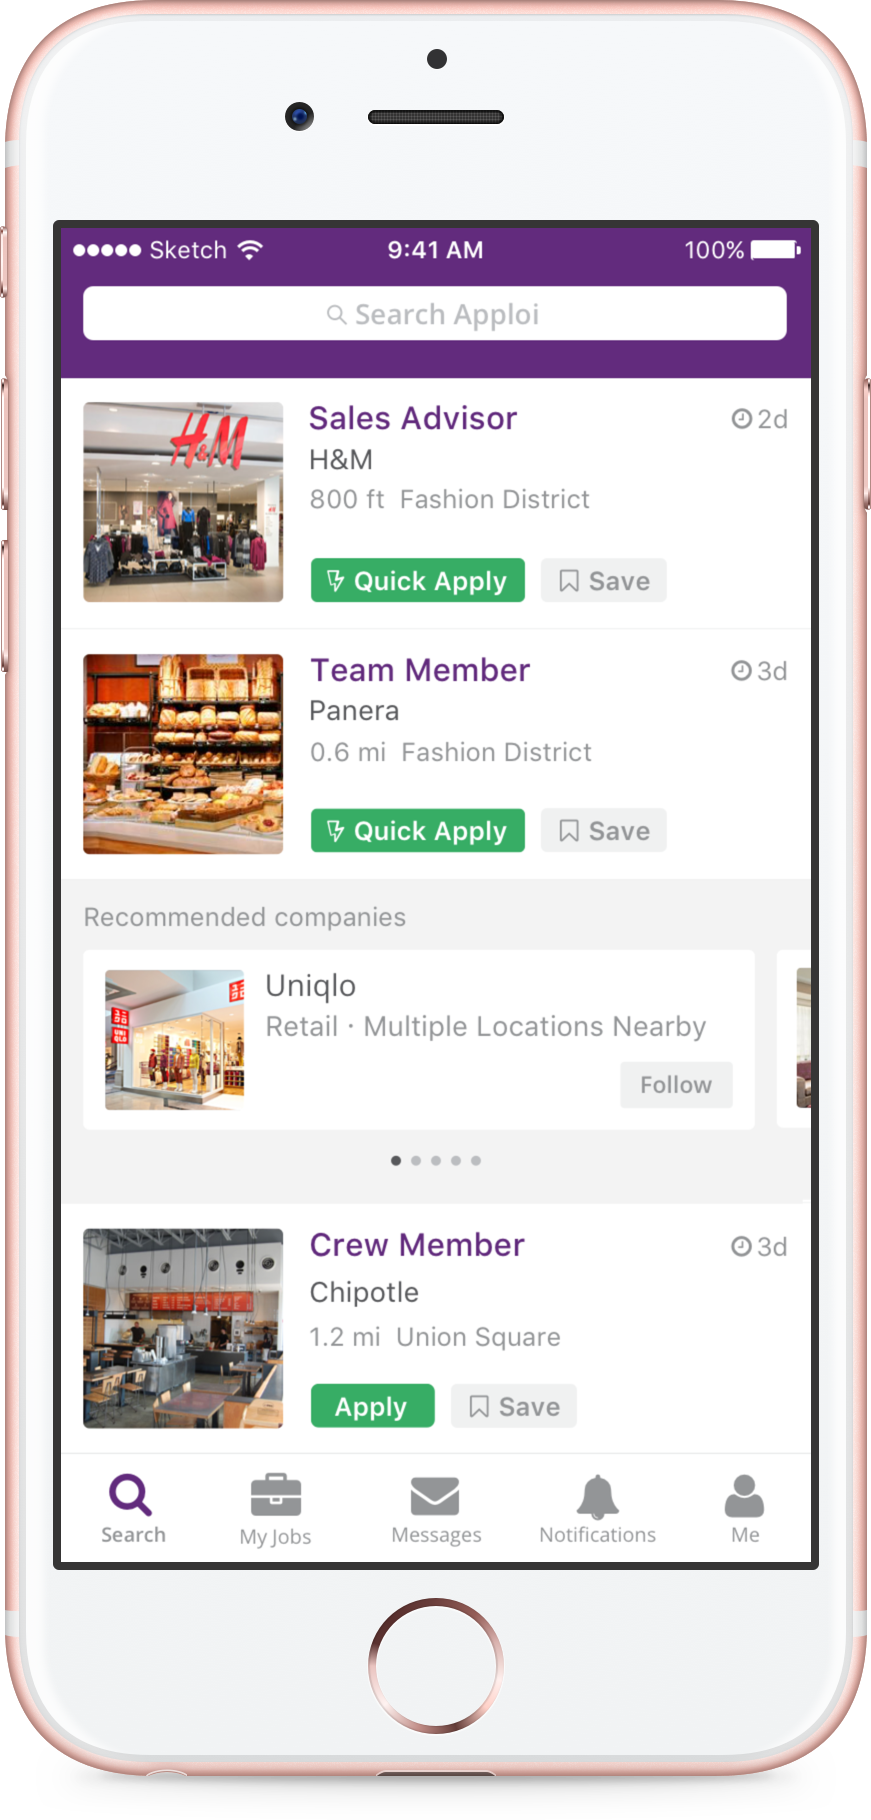 Sketch 9:41 AM 100%
Search Apploi
H&M
Sales Advisor 2d
H&M
800 ft Fashion District
Quick Apply Save
Team Member 3d
Panera
0.6 mi Fashion District
Quick Apply Save
Recommended companies
UNI
QLO
Uniqlo
Retail · Multiple Locations Nearby
Follow
Crew Member 3d
Chipotle
1.2 mi Union Square
Apply Save
Search My Jobs Messages Notifications Me